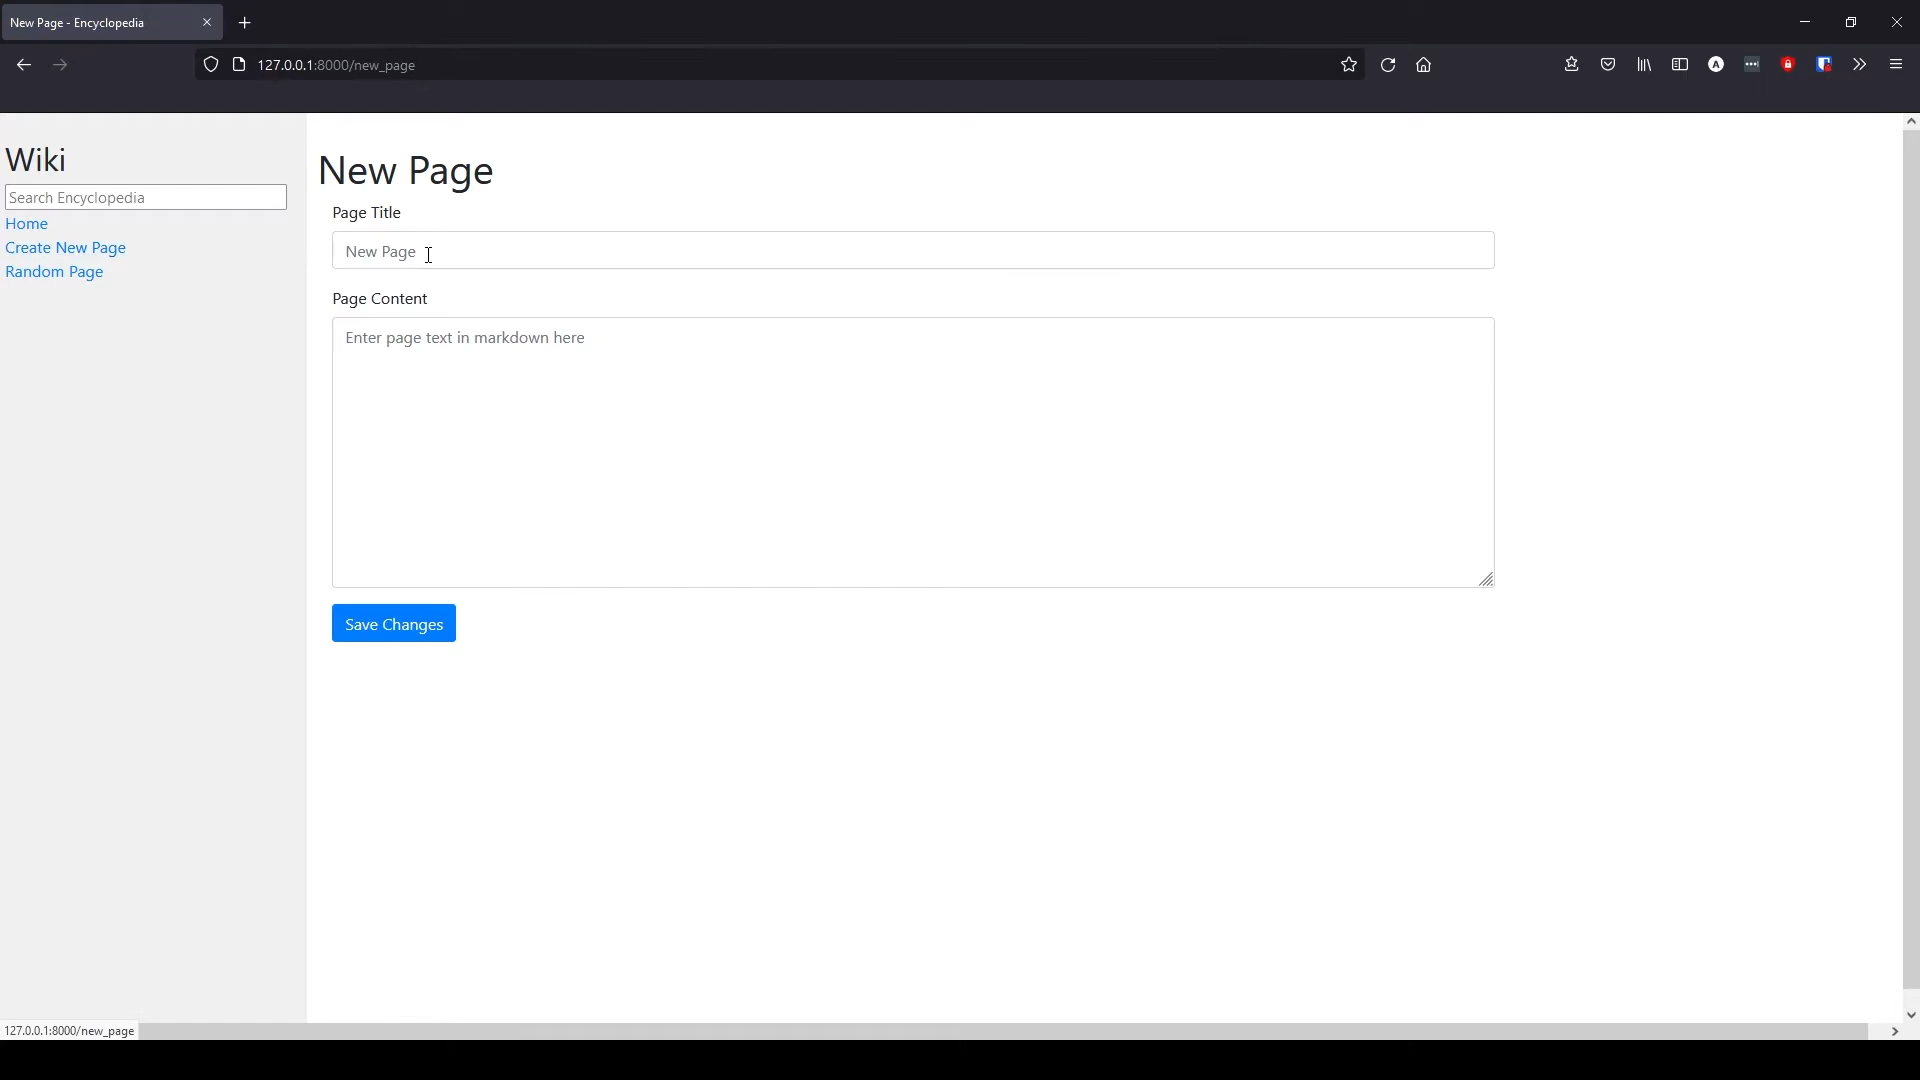 New Page - Encyclopedia
127.0.0.1:8000/new_page
Wiki
Search Encyclopedia
Home
Create New Page
Random Page
New Page
Page Title
New Page
Page Content
Enter page text in markdown here
Save Changes
127.0.0.1:8000/new_page